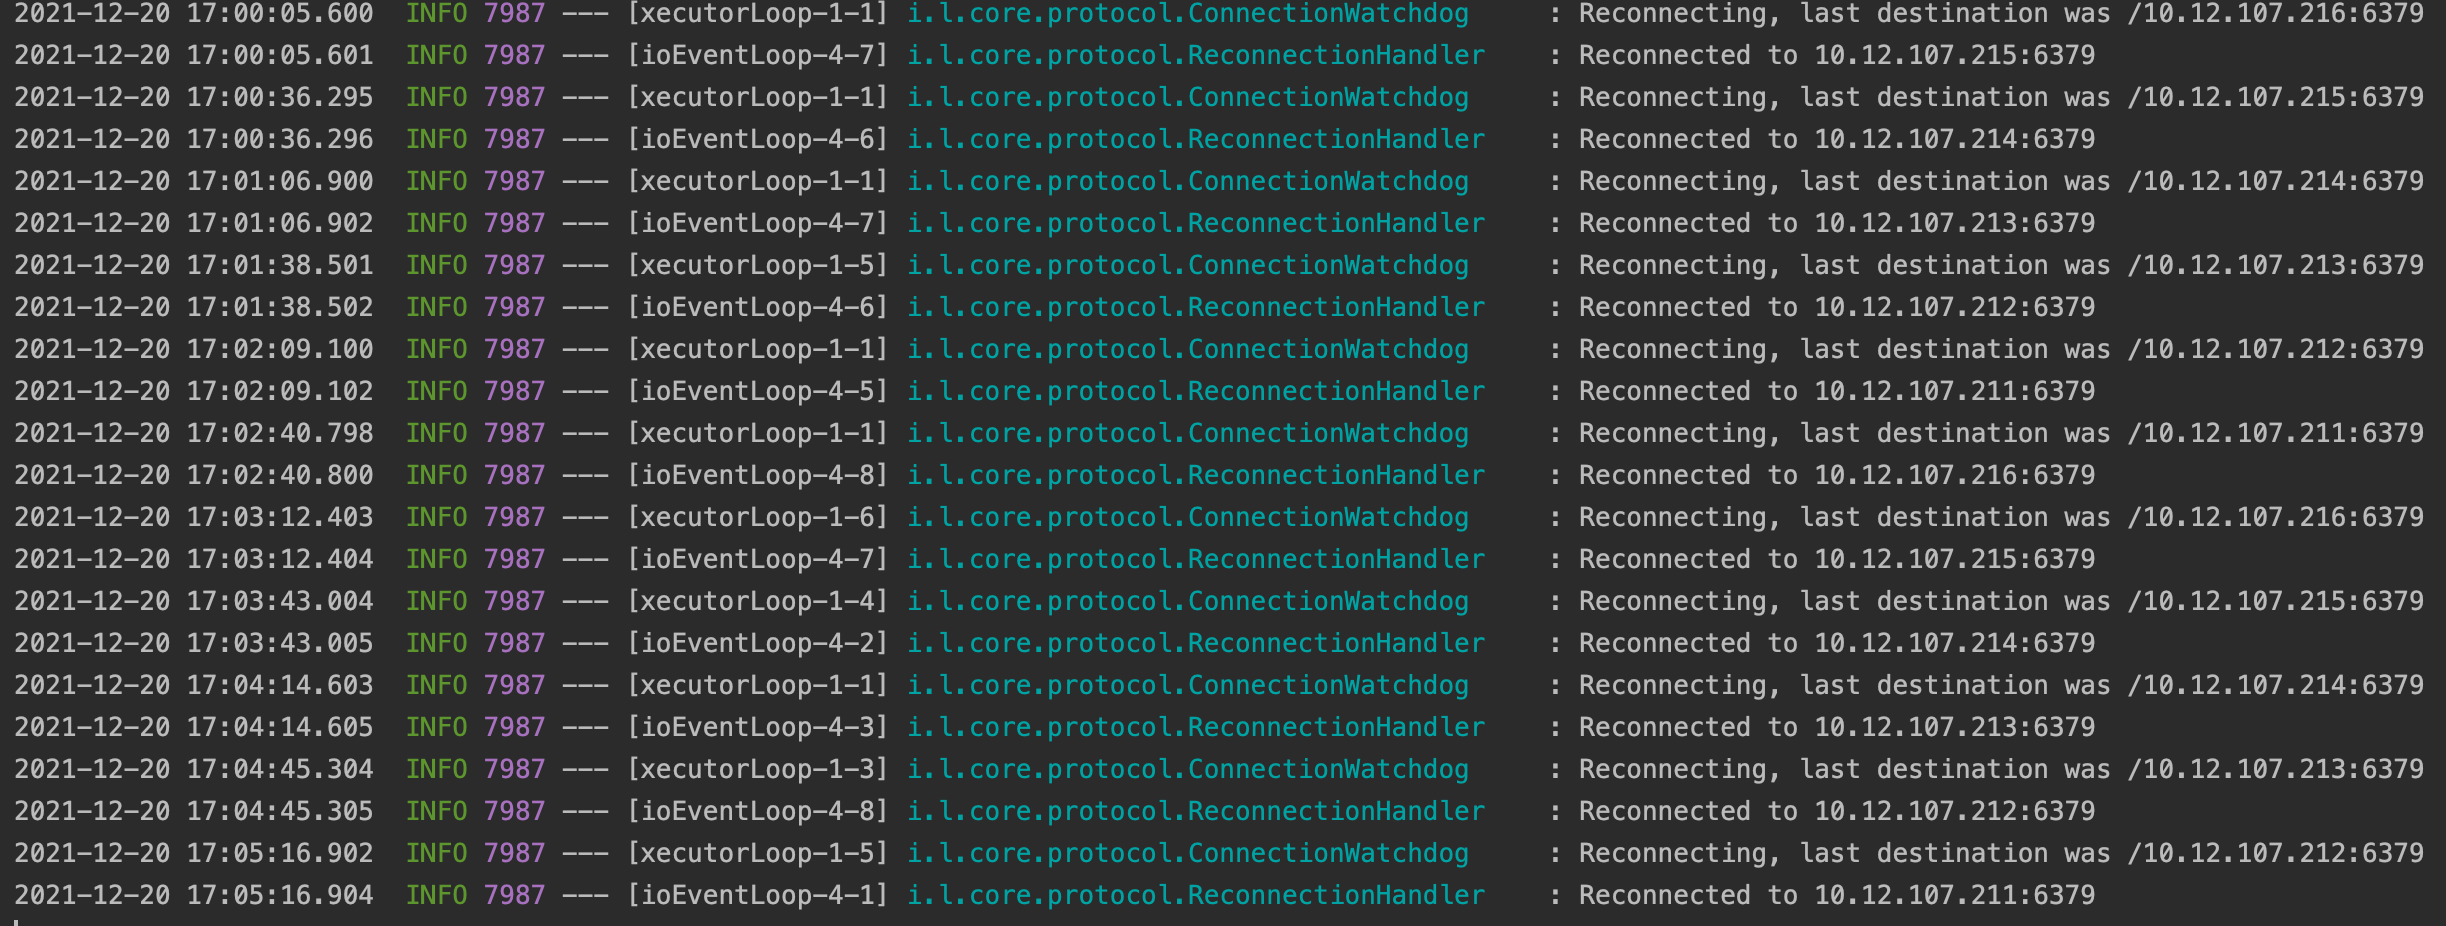 2021-12-20 17:00:05.600  INFO 7987 --- [xecutorLoop-1-1] i.l.core.protocol.ConnectionWatchdog     : Reconnecting, last destination was /10.12.107.216:6379
2021-12-20 17:00:05.601  INFO 7987 --- [ioEventLoop-4-7] i.l.core.protocol.ReconnectionHandler    : Reconnected to 10.12.107.215:6379
2021-12-20 17:00:36.295  INFO 7987 --- [xecutorLoop-1-1] i.l.core.protocol.ConnectionWatchdog     : Reconnecting, last destination was /10.12.107.215:6379
2021-12-20 17:00:36.296  INFO 7987 --- [ioEventLoop-4-6] i.l.core.protocol.ReconnectionHandler    : Reconnected to 10.12.107.214:6379
2021-12-20 17:01:06.900  INFO 7987 --- [xecutorLoop-1-1] i.l.core.protocol.ConnectionWatchdog     : Reconnecting, last destination was /10.12.107.214:6379
2021-12-20 17:01:06.902  INFO 7987 --- [ioEventLoop-4-7] i.l.core.protocol.ReconnectionHandler    : Reconnected to 10.12.107.213:6379
2021-12-20 17:01:38.501  INFO 7987 --- [xecutorLoop-1-5] i.l.core.protocol.ConnectionWatchdog     : Reconnecting, last destination was /10.12.107.213:6379
2021-12-20 17:01:38.502  INFO 7987 --- [ioEventLoop-4-6] i.l.core.protocol.ReconnectionHandler    : Reconnected to 10.12.107.212:6379
2021-12-20 17:02:09.100  INFO 7987 --- [xecutorLoop-1-1] i.l.core.protocol.ConnectionWatchdog     : Reconnecting, last destination was /10.12.107.212:6379
2021-12-20 17:02:09.102  INFO 7987 --- [ioEventLoop-4-5] i.l.core.protocol.ReconnectionHandler    : Reconnected to 10.12.107.211:6379
2021-12-20 17:02:40.798  INFO 7987 --- [xecutorLoop-1-1] i.l.core.protocol.ConnectionWatchdog     : Reconnecting, last destination was /10.12.107.211:6379
2021-12-20 17:02:40.800  INFO 7987 --- [ioEventLoop-4-8] i.l.core.protocol.ReconnectionHandler    : Reconnected to 10.12.107.216:6379
2021-12-20 17:03:12.403  INFO 7987 --- [xecutorLoop-1-6] i.l.core.protocol.ConnectionWatchdog     : Reconnecting, last destination was /10.12.107.216:6379
2021-12-20 17:03:12.404  INFO 7987 --- [ioEventLoop-4-7] i.l.core.protocol.ReconnectionHandler    : Reconnected to 10.12.107.215:6379
2021-12-20 17:03:43.004  INFO 7987 --- [xecutorLoop-1-4] i.l.core.protocol.ConnectionWatchdog     : Reconnecting, last destination was /10.12.107.215:6379
2021-12-20 17:03:43.005  INFO 7987 --- [ioEventLoop-4-2] i.l.core.protocol.ReconnectionHandler    : Reconnected to 10.12.107.214:6379
2021-12-20 17:04:14.603  INFO 7987 --- [xecutorLoop-1-1] i.l.core.protocol.ConnectionWatchdog     : Reconnecting, last destination was /10.12.107.214:6379
2021-12-20 17:04:14.605  INFO 7987 --- [ioEventLoop-4-3] i.l.core.protocol.ReconnectionHandler    : Reconnected to 10.12.107.213:6379
2021-12-20 17:04:45.304  INFO 7987 --- [xecutorLoop-1-3] i.l.core.protocol.ConnectionWatchdog     : Reconnecting, last destination was /10.12.107.213:6379
2021-12-20 17:04:45.305  INFO 7987 --- [ioEventLoop-4-8] i.l.core.protocol.ReconnectionHandler    : Reconnected to 10.12.107.212:6379
2021-12-20 17:05:16.902  INFO 7987 --- [xecutorLoop-1-5] i.l.core.protocol.ConnectionWatchdog     : Reconnecting, last destination was /10.12.107.212:6379
2021-12-20 17:05:16.904  INFO 7987 --- [ioEventLoop-4-1] i.l.core.protocol.ReconnectionHandler    : Reconnected to 10.12.107.211:6379